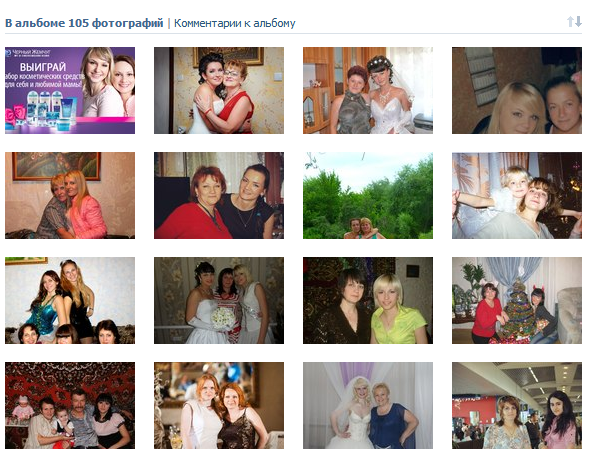 В альбоме 105 фотографий | Комментарии к альбому
Черный Жемчуг
ВЫИГРАЙ
набор косметических средств
для себя и любимой мамы!